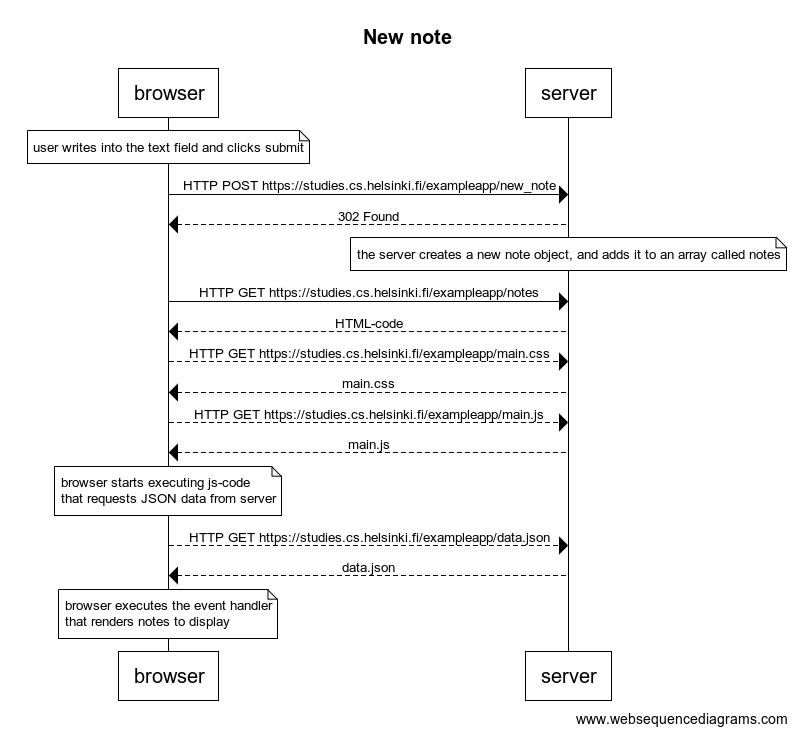 New note
browser
server
user writes into the text field and clicks submit
HTTP POST https://studies.cs.helsinki.fi/exampleapp/new_note
302 Found
the server creates a new note object, and adds it to an array called notes
HTTP GET https://studies.cs.helsinki.fi/exampleapp/notes
HTML-code
HTTP GET https://studies.cs.helsinki.fi/exampleapp/main.css
main.css
HTTP GET https://studies.cs.helsinki.fi/exampleapp/main.js
main.js
browser starts executing js-code
that requests JSON data from server
HTTP GET https://studies.cs.helsinki.fi/exampleapp/data.json
data.json
browser executes the event handler
that renders notes to display
browser
server
www.websequencediagrams.com